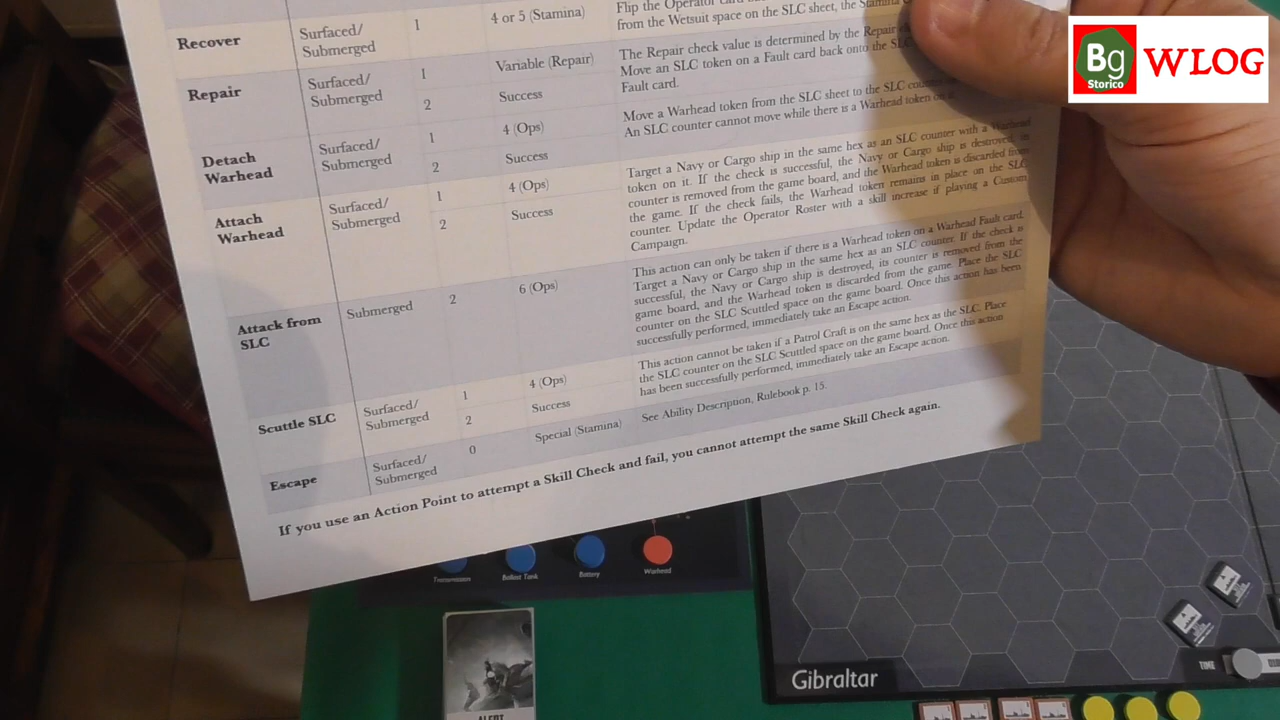 Bg
Storico
WLOG
Flip the Operator card
Recover
Surfaced/
Submerged
1
4 or 5 (Stamina)
from the Wetsuit space on the SLC sheet, the Stamina
Repair
Surfaced/
Submerged
1
Variable (Repair)
The Repair check value is determined by the Repair
2
Success
Move an SLC token on a Fault card back onto the SLC
Fault card.
Detach
Warhead
Surfaced/
Submerged
1
4 (Ops)
Move a Warhead token from the SLC sheet to the SLC
2
Success
An SLC counter cannot move while there is a Warhead token
Attach
Warhead
Surfaced/
Submerged
1
4 (Ops)
2
Success
Target a Navy or Cargo ship in the same hex as an SLC counter with a Warhead
token on it. If the check is successful, the Navy or Cargo ship is destroyed, its
counter is removed from the game board, and the Warhead token is discarded from
the game. If the check fails, the Warhead token remains in place on the SLC
counter. Update the Operator Roster with a skill increase if playing a Custom
Campaign.
Attack from
SLC
Submerged
2
6 (Ops)
This action can only be taken if there is a Warhead token on a Warhead Fault card.
Target a Navy or Cargo ship in the same hex as an SLC counter. If the check is
successful, the Navy or Cargo ship is destroyed, its counter is removed from the
game board, and the Warhead token is discarded from the game. Place the SLC
counter on the SLC Scuttled space on the game board. Once this action has been
successfully performed, immediately take an Escape action.
Scuttle SLC
Surfaced/
Submerged
1
4 (Ops)
2
Success
This action cannot be taken if a Patrol Craft is on the same hex as the SLC. Place
the SLC counter on the SLC Scuttled space on the game board. Once this action
has been successfully performed, immediately take an Escape action.
Escape
Surfaced/
Submerged
0
Special (Stamina)
See Ability Description, Rulebook p. 15.
If you use an Action Point to attempt a Skill Check and fail, you cannot attempt the same Skill Check again.
Transmission
Ballast Tank
Battery
Warhead
ALERT
Gibraltar
TIME